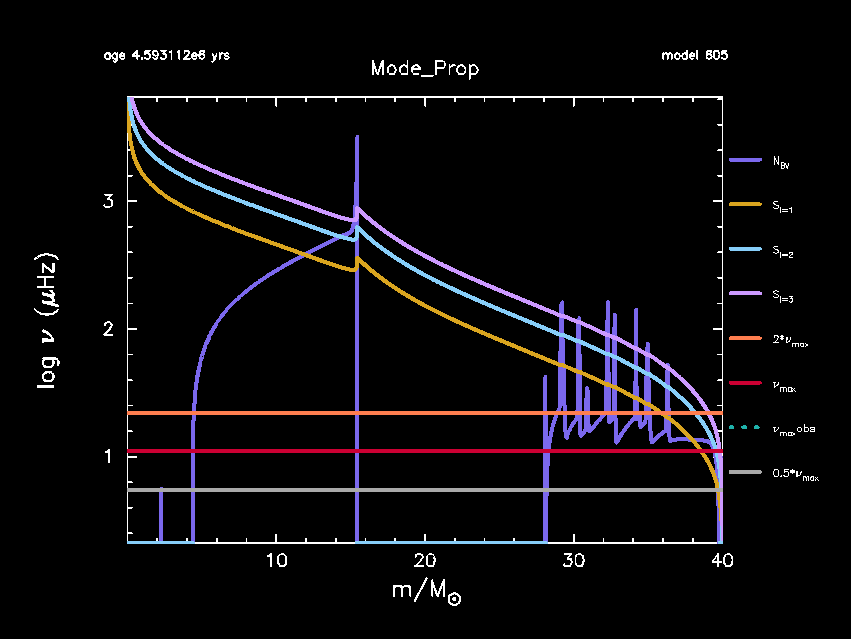 age 4.593112e6 yrs
model 605
Mode_Prop
log ν (μHz)
3
2
1
10
20
30
40
m/M⊙
N_BV
S_l=1
S_l=2
S_l=3
2*ν_max
ν_max
ν_max obs
0.5*ν_max